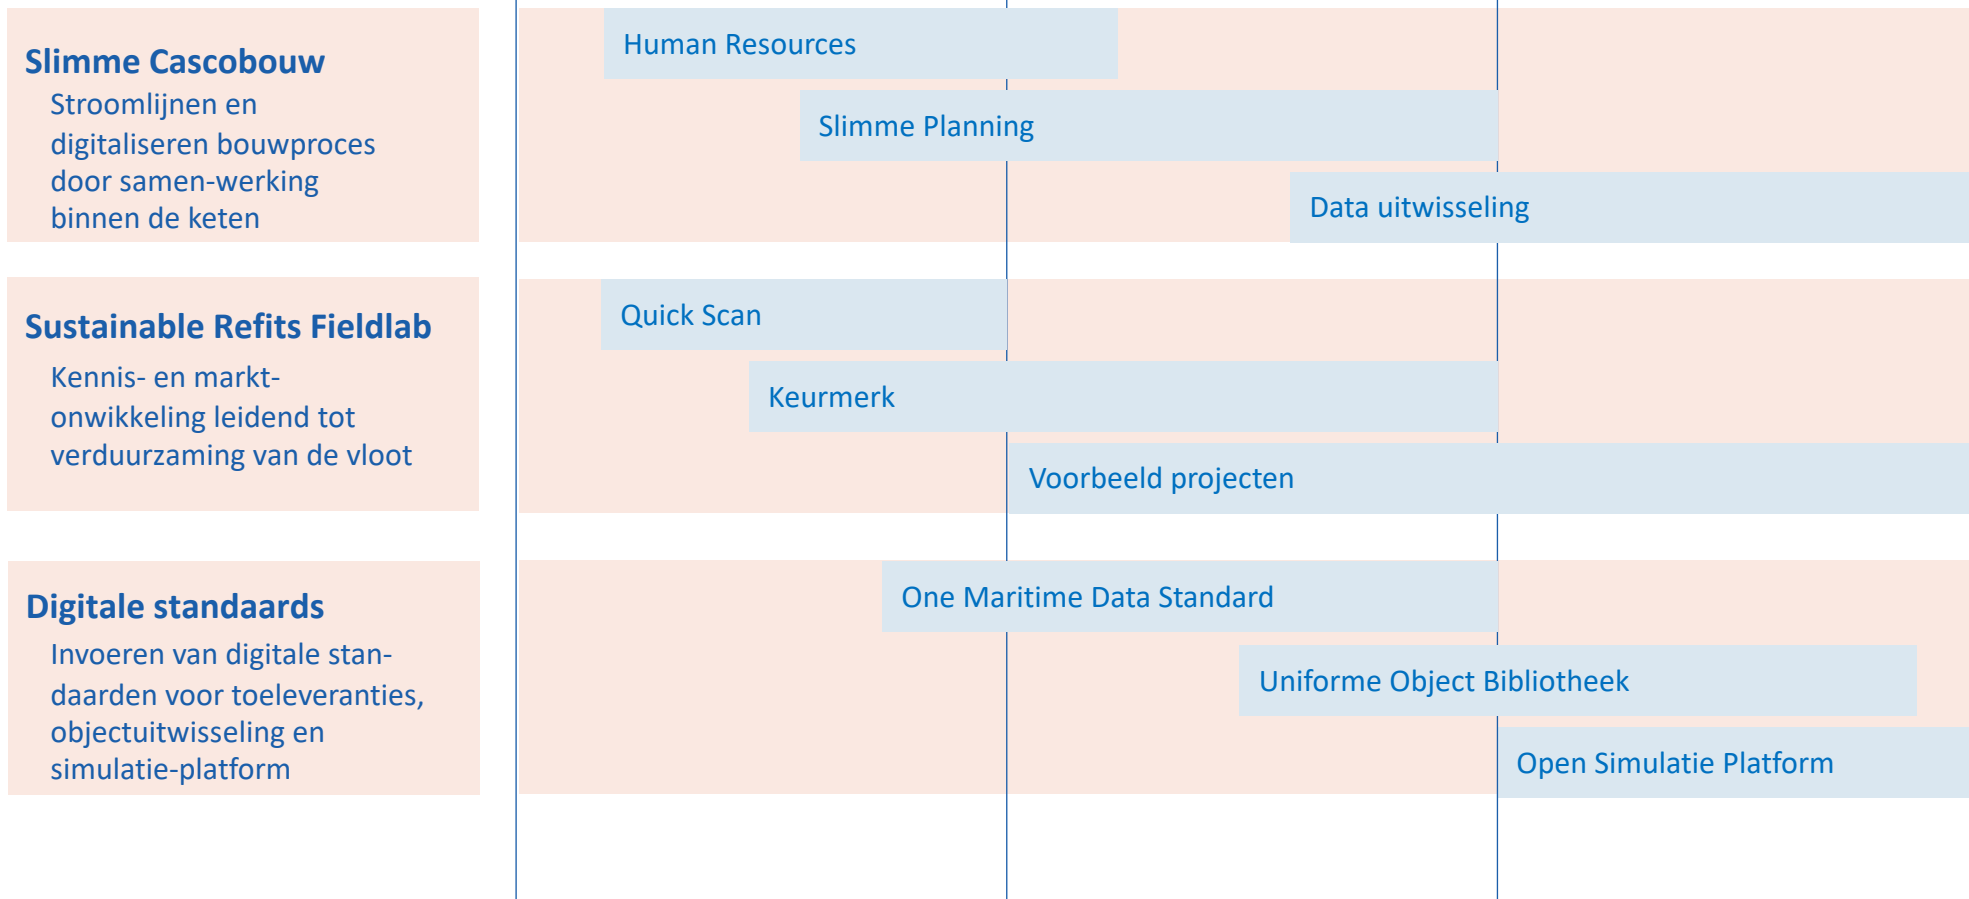 Slimme Cascobouw
Stroomlijnen en
digitaliseren bouwproces
door samen-werking
binnen de keten
Human Resources
Slimme Planning
Data uitwisseling
Sustainable Refits Fieldlab
Kennis- en markt-
onwikkeling leidend tot
verduurzaming van de vloot
Quick Scan
Keurmerk
Voorbeeld projecten
Digitale standaards
Invoeren van digitale stan-
daarden voor toeleveranties,
objectuitwisseling en
simulatie-platform
One Maritime Data Standard
Uniforme Object Bibliotheek
Open Simulatie Platform